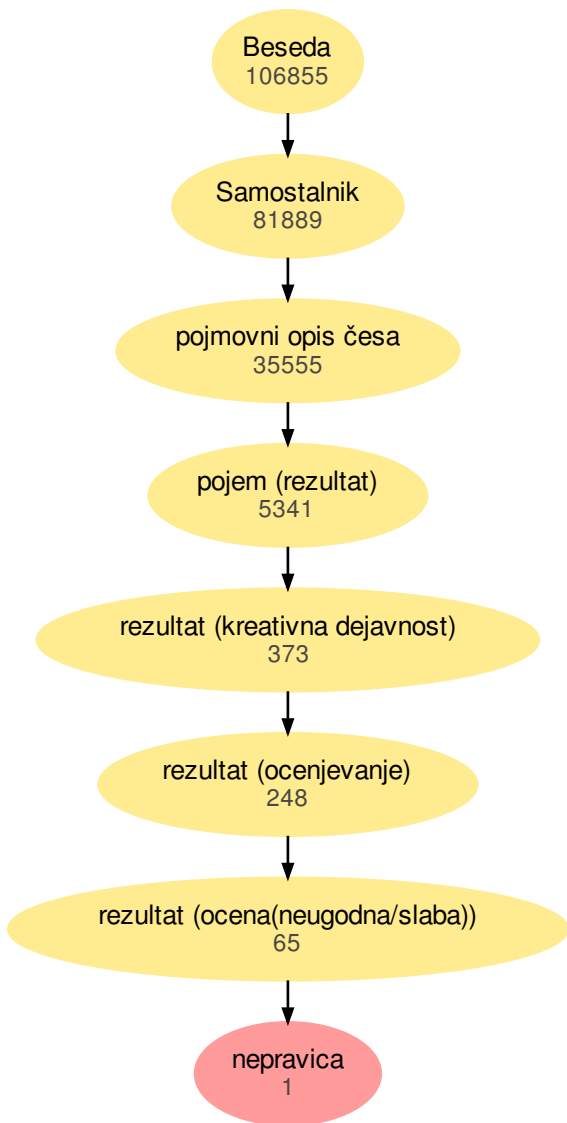 Beseda
106855
Samostalnik
81889
pojmovni opis česa
35555
pojem (rezultat)
5341
rezultat (kreativna dejavnost)
373
rezultat (ocenjevanje)
248
rezultat (ocena(neugodna/slaba))
65
nepravica
1